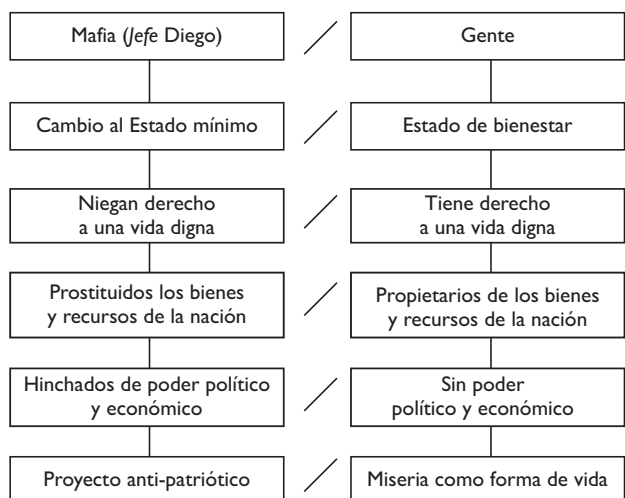 Mafia (Jefe Diego) / Gente
Cambio al Estado mínimo / Estado de bienestar
Niegan derecho
a una vida digna
/
Tiene derecho
a una vida digna
Prostituidos los bienes
y recursos de la nación
/
Propietarios de los bienes
y recursos de la nación
Hinchados de poder político
y económico
/
Sin poder
político y económico
Proyecto anti-patriótico / Miseria como forma de vida